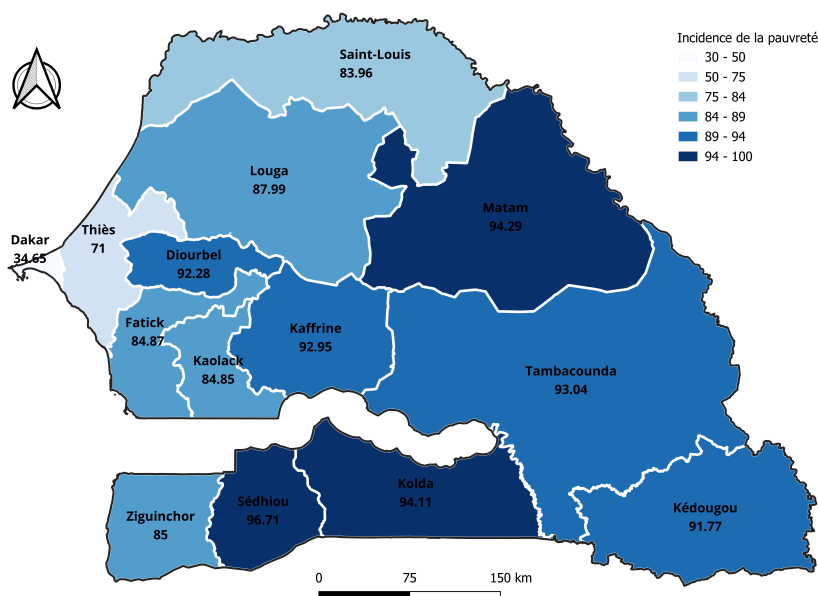 Incidence de la pauvreté
30 - 50
50 - 75
75 - 84
84 - 89
89 - 94
94 - 100
Saint-Louis
83.96
Louga
87.99
Matam
94.29
Dakar
34.65
Thiès
71
Diourbel
92.28
Fatick
84.87
Kaolack
84.85
Kaffrine
92.95
Tambacounda
93.04
Ziguinchor
85
Sédhiou
96.71
Kolda
94.11
Kédougou
91.77
0 75 150 km